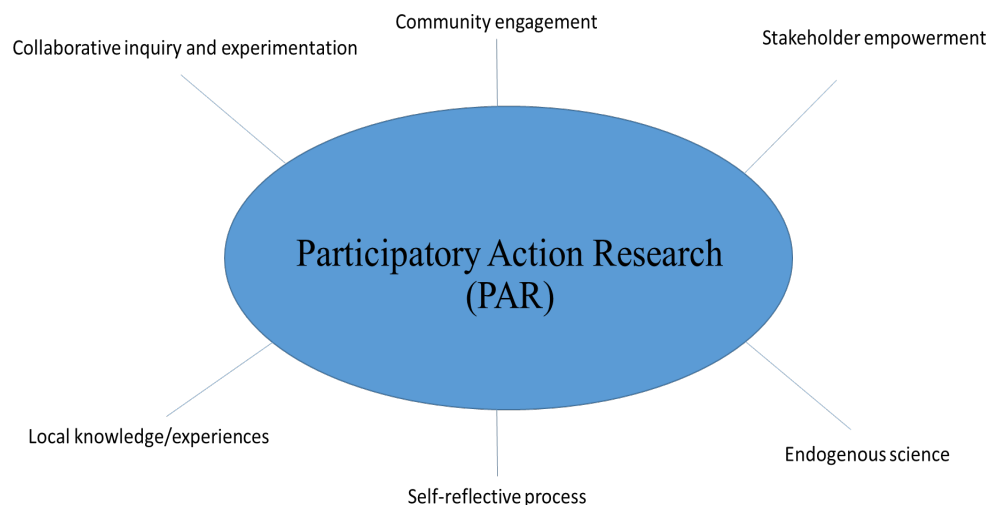 Community engagement
Collaborative inquiry and experimentation
Stakeholder empowerment
Participatory Action Research
(PAR)
Local knowledge/experiences
Endogenous science
Self-reflective process